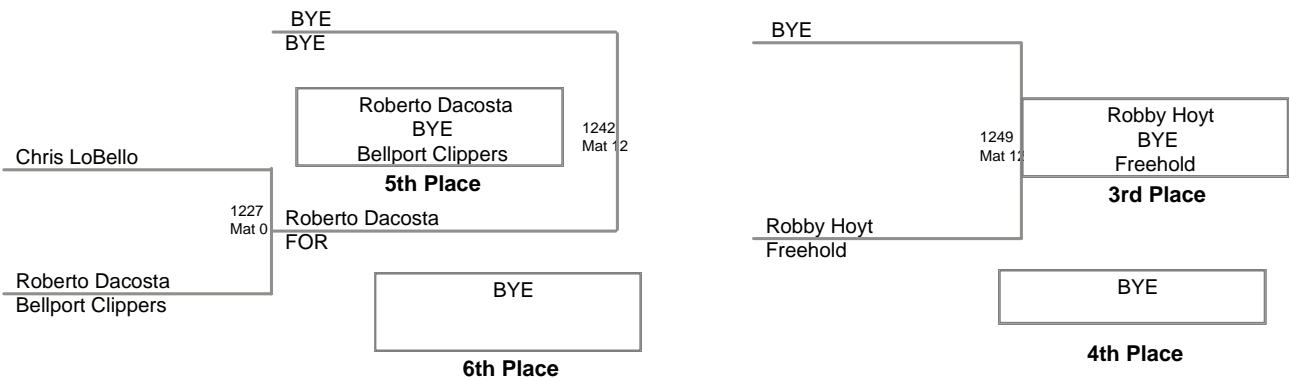 BYE
BYE
Roberto Dacosta
BYE
Bellport Clippers
5th Place
1242
Mat 12
Chris LoBello
1227
Mat 0
Roberto Dacosta
FOR
Roberto Dacosta
Bellport Clippers
BYE
6th Place
BYE
1249
Mat 12
Robby Hoyt
BYE
Freehold
3rd Place
Robby Hoyt
Freehold
BYE
4th Place